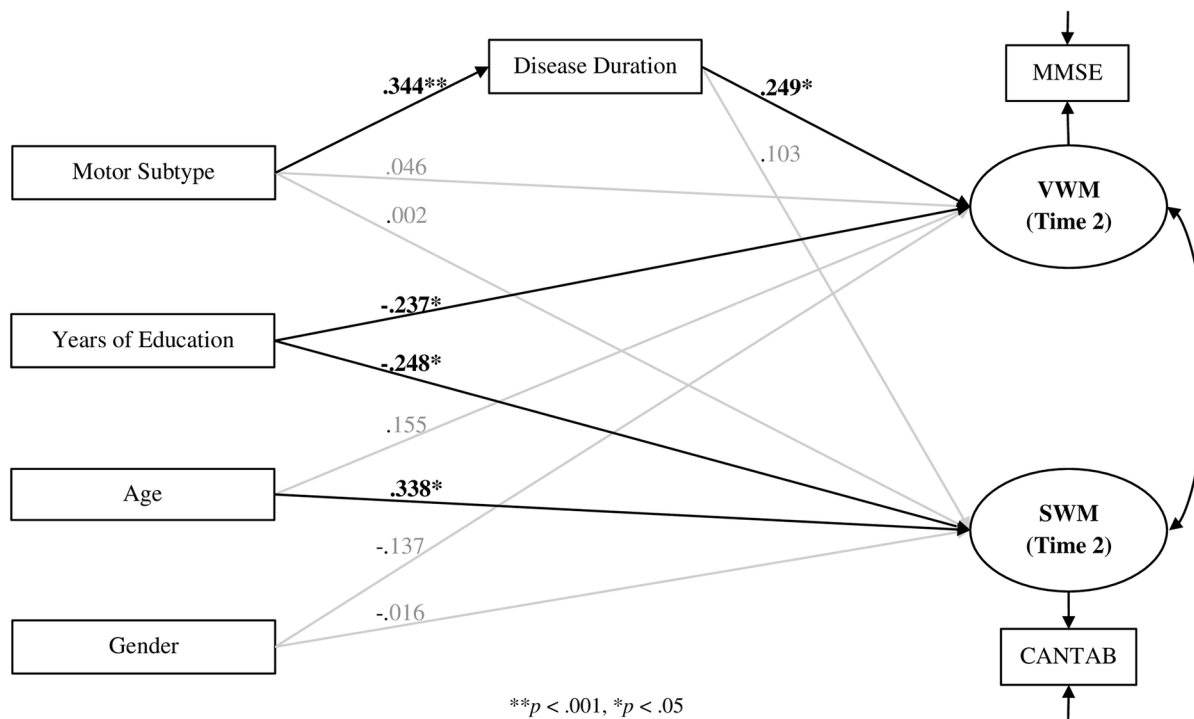 Disease Duration
MMSE
.344**
.249*
Motor Subtype
.046
.103
VWM
(Time 2)
.002
-.237*
Years of Education
-.248*
.155
Age
.338*
SWM
(Time 2)
-.137
-.016
Gender
CANTAB
**p < .001, *p < .05